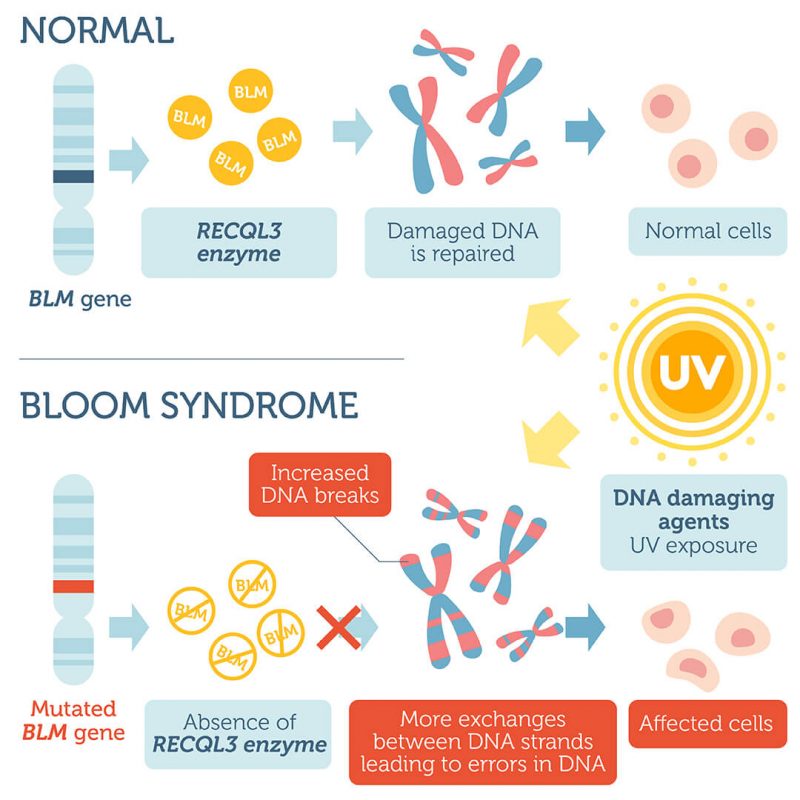 NORMAL
BLM
BLM
BLM
BLM
RECQL3
enzyme
Damaged DNA
is repaired
Normal cells
BLM gene
UV
DNA damaging
agents
UV exposure
BLOOM SYNDROME
Increased
DNA breaks
BLM
BLM
BLM
BLM
Mutated
BLM gene
Absence of
RECQL3 enzyme
More exchanges
between DNA strands
leading to errors in DNA
Affected cells